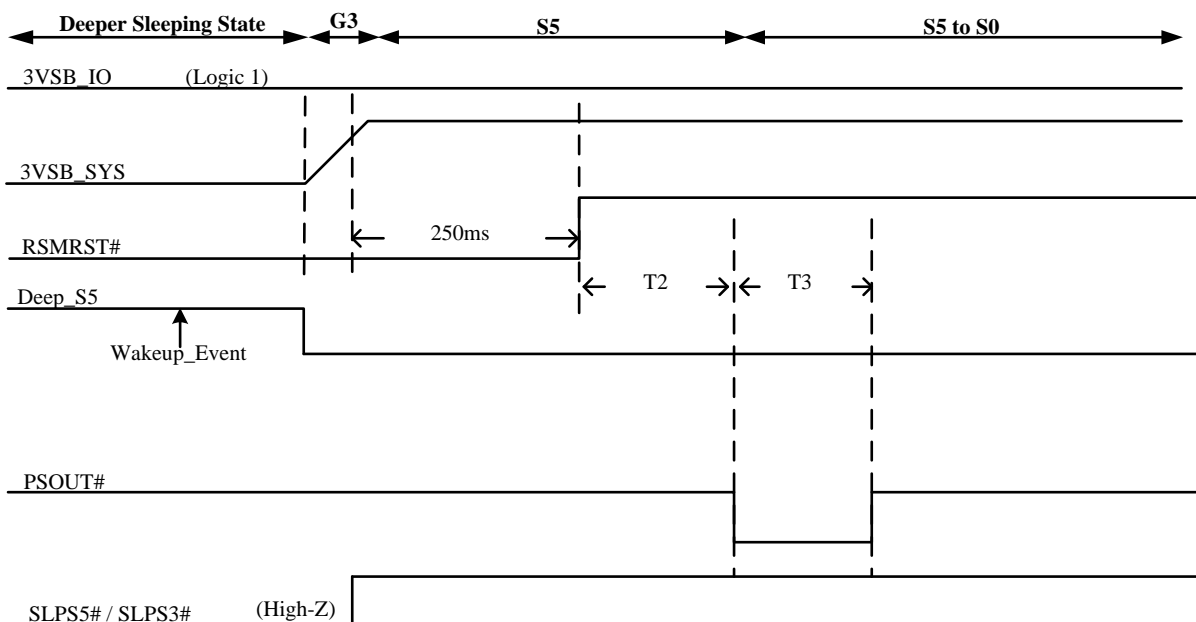 Deeper Sleeping State G3 S5 S5 to S0
3VSB_IO (Logic 1)
3VSB_SYS
250ms
RSMRST#
T2 T3
Deep_S5
Wakeup_Event
PSOUT#
SLPS5# / SLPS3# (High-Z)